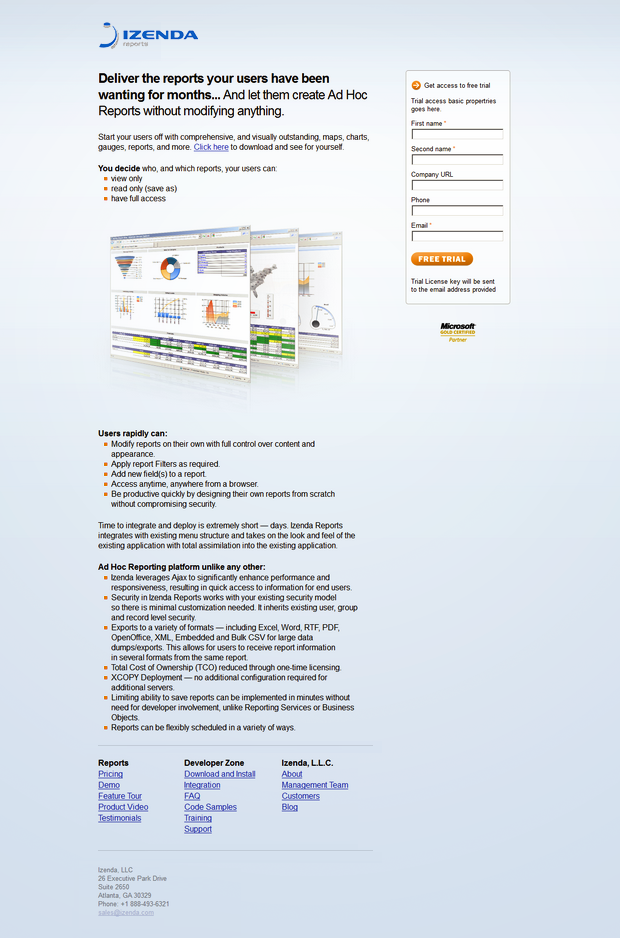 IZENDA
reports
Deliver the reports your users have been
wanting for months... And let them create Ad Hoc
Reports without modifying anything.
Start your users off with comprehensive, and visually outstanding, maps, charts,
gauges, reports, and more. Click here to download and see for yourself.
You decide who, and which reports, your users can:
view only
read only (save as)
have full access
Get access to free trial
Trial access basic propertries
goes here.
First name *
Second name *
Company URL
Phone
Email *
FREE TRIAL
Trial License key will be sent
to the email address provided
Microsoft
GOLD CERTIFIED
Partner
Users rapidly can:
Modify reports on their own with full control over content and
appearance.
Apply report Filters as required.
Add new field(s) to a report.
Access anytime, anywhere from a browser.
Be productive quickly by designing their own reports from scratch
without compromising security.
Time to integrate and deploy is extremely short — days. Izenda Reports
integrates with existing menu structure and takes on the look and feel of the
existing application with total assimilation into the existing application.
Ad Hoc Reporting platform unlike any other:
Izenda leverages Ajax to significantly enhance performance and
responsiveness, resulting in quick access to information for end users.
Security in Izenda Reports works with your existing security model
so there is minimal customization needed. It inherits existing user, group
and record level security.
Exports to a variety of formats — including Excel, Word, RTF, PDF,
OpenOffice, XML, Embedded and Bulk CSV for large data
dumps/exports. This allows for users to receive report information
in several formats from the same report.
Total Cost of Ownership (TCO) reduced through one-time licensing.
XCOPY Deployment — no additional configuration required for
additional servers.
Limiting ability to save reports can be implemented in minutes without
need for developer involvement, unlike Reporting Services or Business
Objects.
Reports can be flexibly scheduled in a variety of ways.
Reports
Pricing
Demo
Feature Tour
Product Video
Testimonials
Developer Zone
Download and Install
Integration
FAQ
Code Samples
Training
Support
Izenda, L.L.C.
About
Management Team
Customers
Blog
Izenda, LLC
26 Executive Park Drive
Suite 2650
Atlanta, GA 30329
Phone: +1 888-493-6321
sales@izenda.com